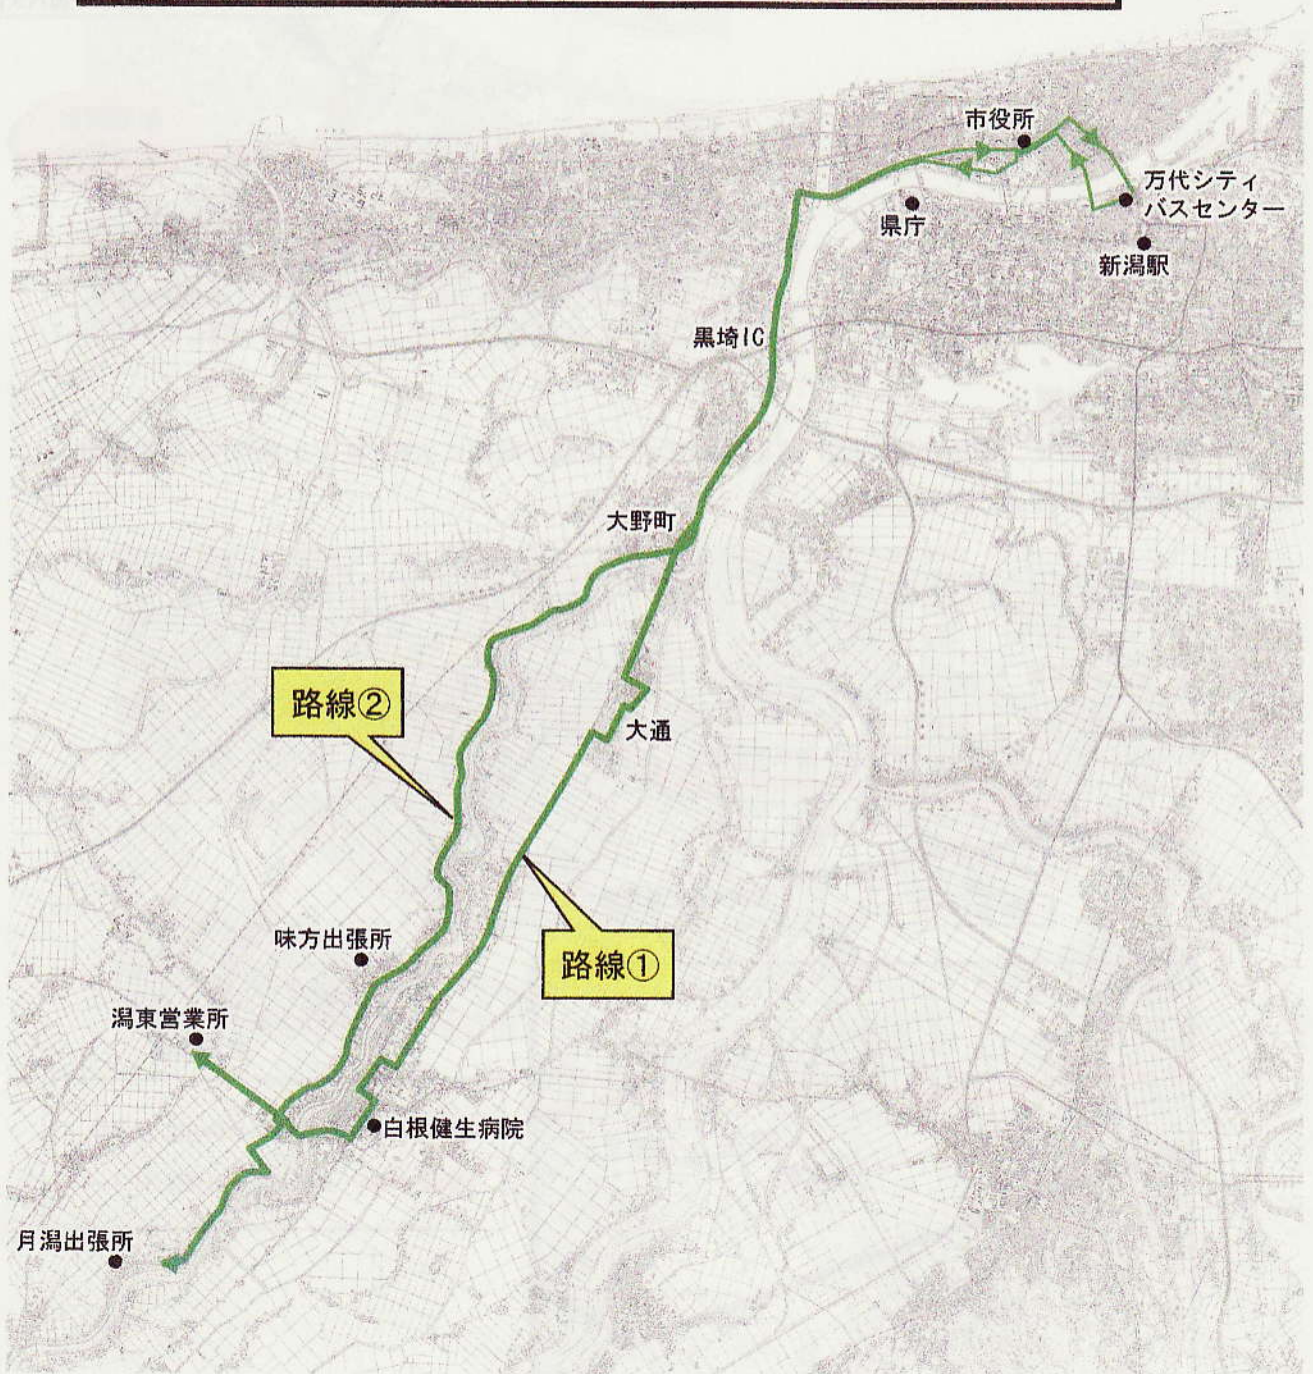 市役所
万代シティ
バスセンター
県庁
新潟駅
黒埼IC
大野町
路線②
大通
味方出張所
路線①
潟東営業所
白根健生病院
月潟出張所